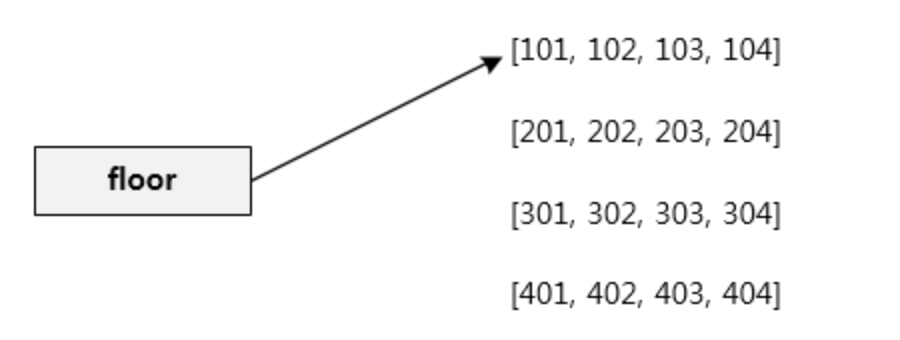 [101, 102, 103, 104]
[201, 202, 203, 204]
floor
[301, 302, 303, 304]
[401, 402, 403, 404]